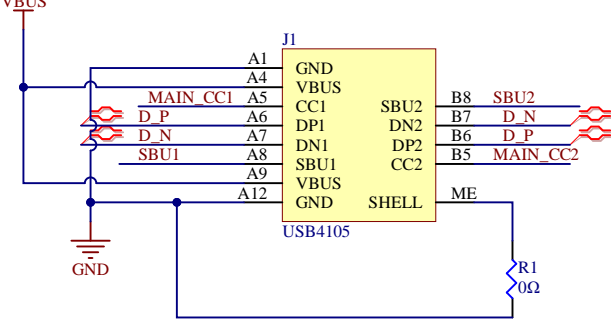 VBUS
J1
A1 GND
A4 VBUS
MAIN_CC1 A5 CC1 SBU2 B8 SBU2
D_P A6 DP1 DN2 B7 D_N
D_N A7 DN1 DP2 B6 D_P
SBU1 A8 SBU1 CC2 B5 MAIN_CC2
A9 VBUS
A12 GND SHELL ME
USB4105
GND
R1
0Ω